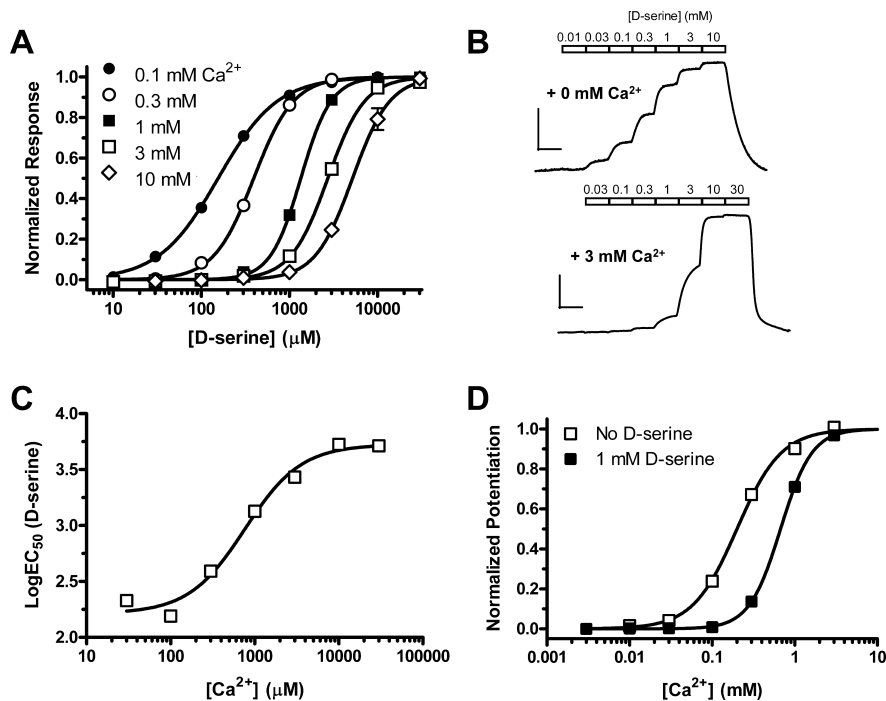 A
Normalized Response
1.0
0.8
0.6
0.4
0.2
0.0
0.1 mM Ca²⁺
0.3 mM
1 mM
3 mM
10 mM
10
100
1000
10000
[D-serine] (μM)
B
[D-serine] (mM)
0.01 0.03 0.1 0.3 1 3 10
+ 0 mM Ca²⁺
0.03 0.1 0.3 1 3 10 30
+ 3 mM Ca²⁺
C
LogEC₅₀ (D-serine)
4.0
3.5
3.0
2.5
2.0
10
100
1000
10000
100000
[Ca²⁺] (μM)
D
Normalized Potentiation
1.0
0.8
0.6
0.4
0.2
0.0
No D-serine
1 mM D-serine
0.001
0.01
0.1
1
10
[Ca²⁺] (mM)